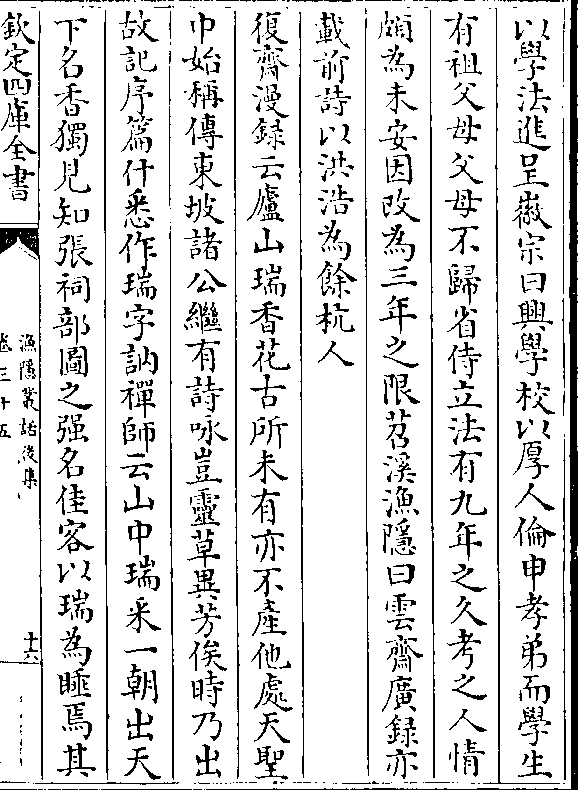 以學法進呈徽宗曰興學校以厚人倫申孝弟而學生
有祖父母父母不歸省侍立法有九年之久考之人情
頗為未安因改為三年之限苕溪漁隱曰雲齋廣録亦
載前詩以洪浩為餘杭人
復齋漫録云廬山瑞香花古所未有亦不產他處天聖
中始稱傳東坡諸公繼有詩咏豈靈草異芳俟時乃出
故記序篇什悉作瑞字訥禪師云山中瑞采一朝出天
下名香獨見知張祠部圖之强名佳客以瑞為睡焉其
欽定四庫全書
漁隱叢話後集
卷三十五
十六